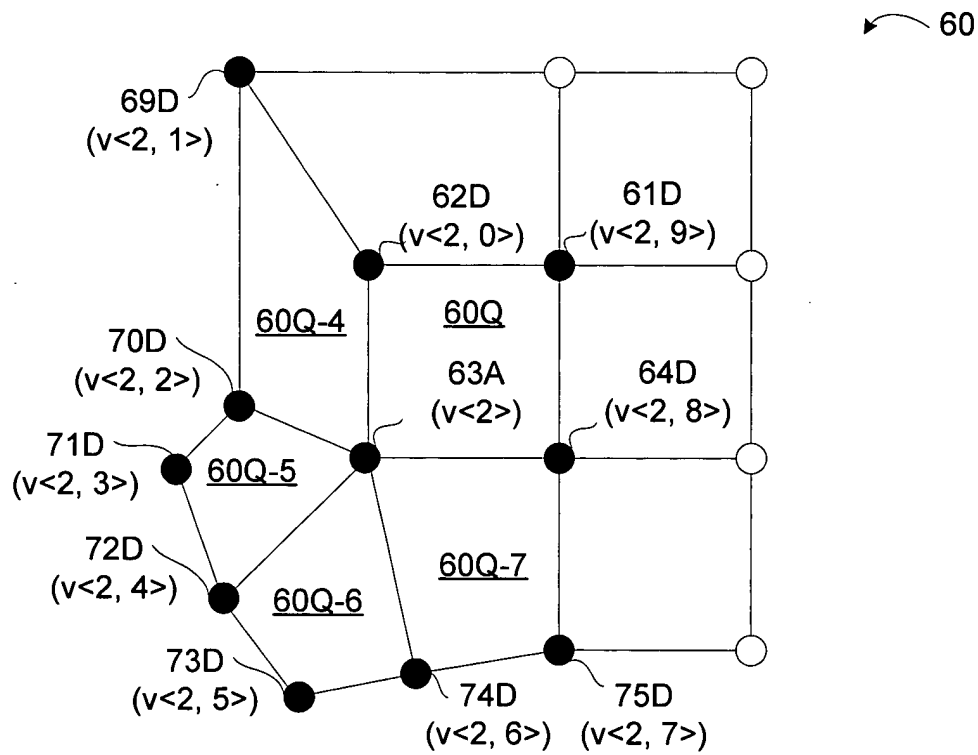 60
69D
(v<2, 1>)
62D
(v<2, 0>)
61D
(v<2, 9>)
60Q-4
60Q
70D
(v<2, 2>)
63A
(v<2>)
64D
(v<2, 8>)
71D
(v<2, 3>)
60Q-5
72D
(v<2, 4>)
60Q-7
60Q-6
73D
(v<2, 5>)
74D
(v<2, 6>)
75D
(v<2, 7>)